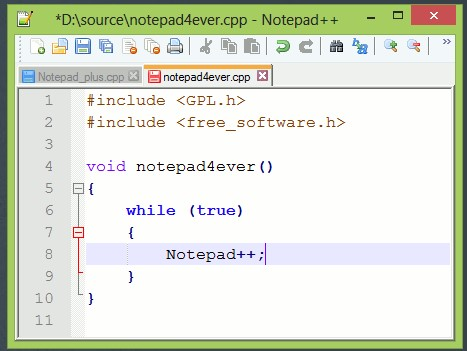 *D:\source\notepad4ever.cpp - Notepad++
Notepad_plus.cpp notepad4ever.cpp
1 #include <GPL.h>
2 #include <free_software.h>
3
4 void notepad4ever()
5 {
6 while (true)
7 {
8 Notepad++;
9 }
10 }
11